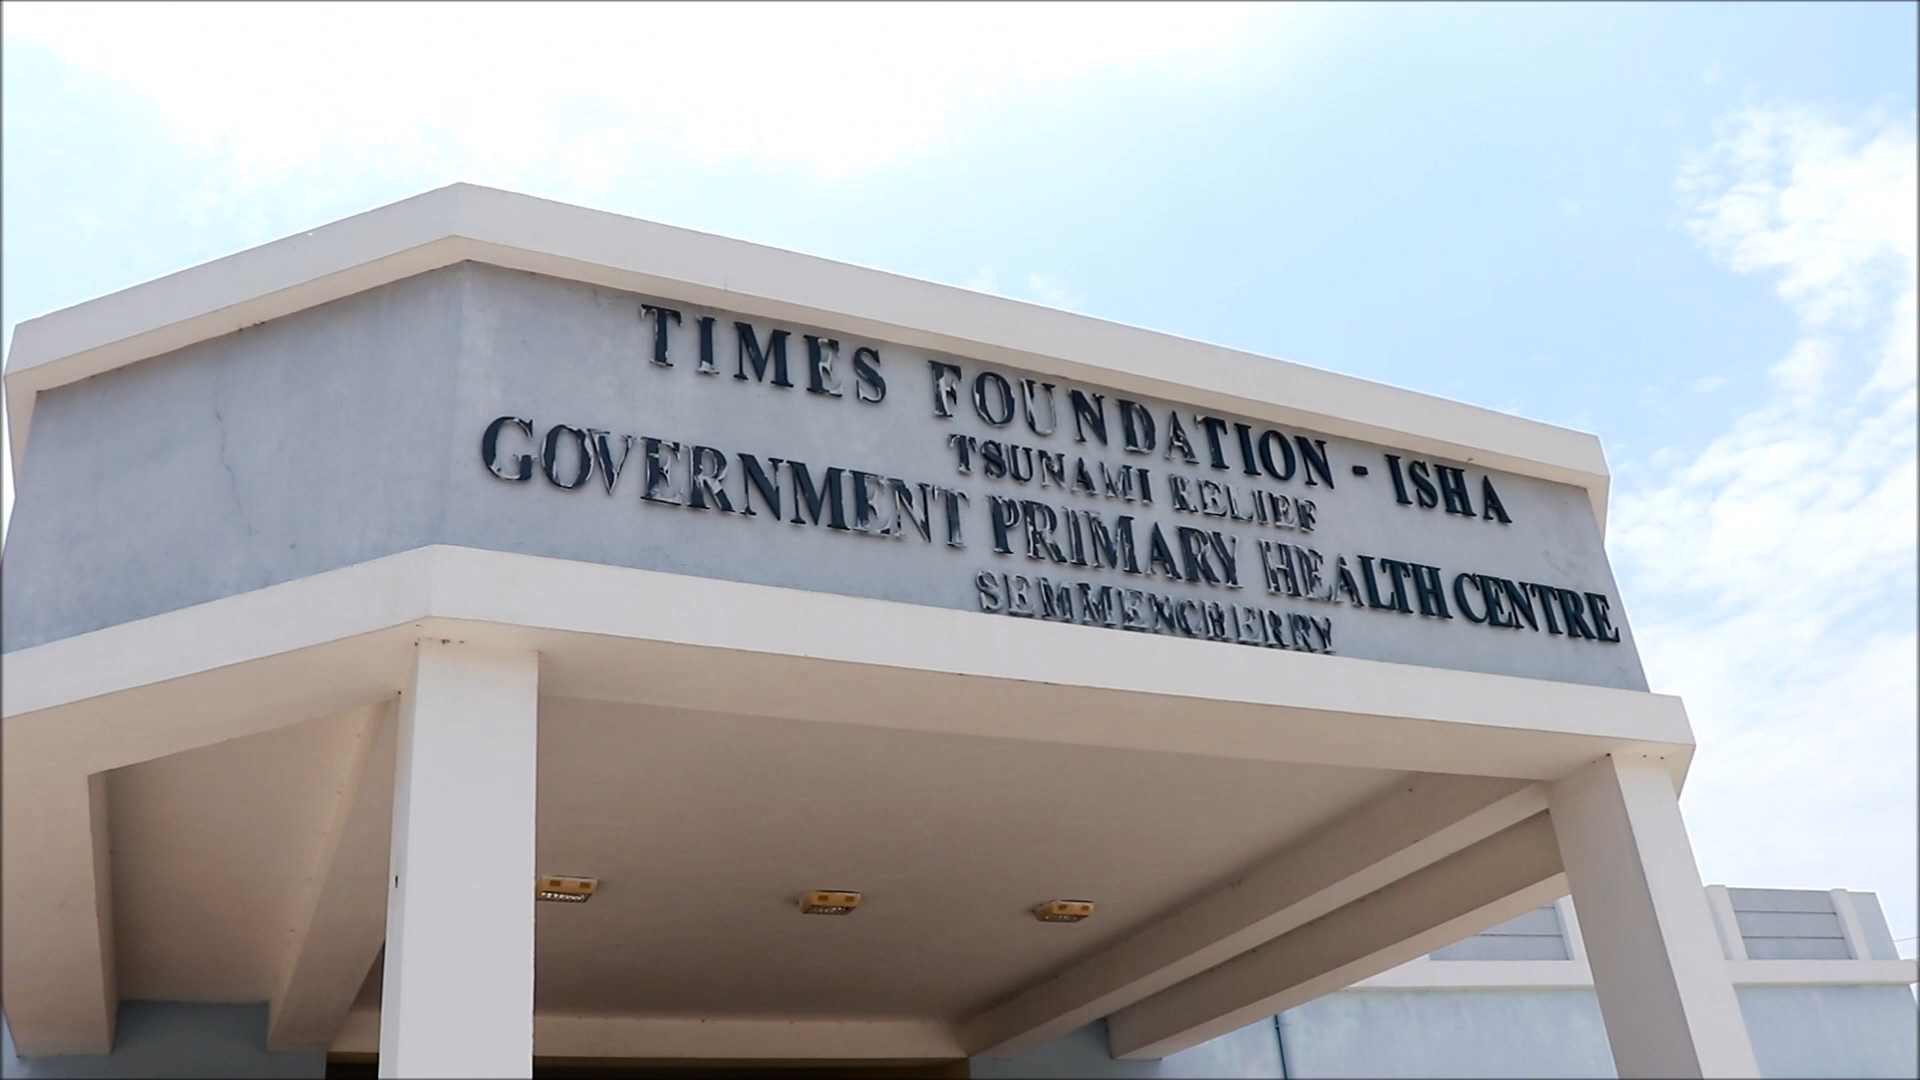 TIMES FOUNDATION - ISHA
TSUNAMI RELIEF
GOVERNMENT PRIMARY HEALTH CENTRE
SEMMENCHERRY